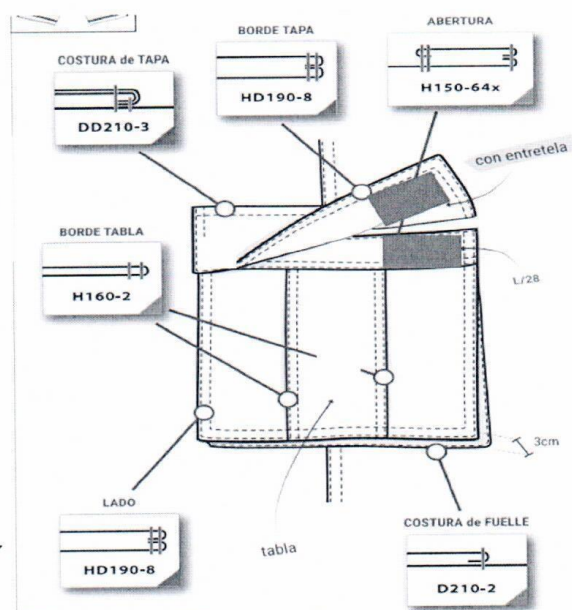 BORDE TAPA
HD190-8
ABERTURA
H150-64x
COSTURA de TAPA
DD210-3
con entretela
BORDE TABLA
H160-2
L/28
3cm
LADO
HD190-8
tabla
COSTURA de FUELLE
D210-2